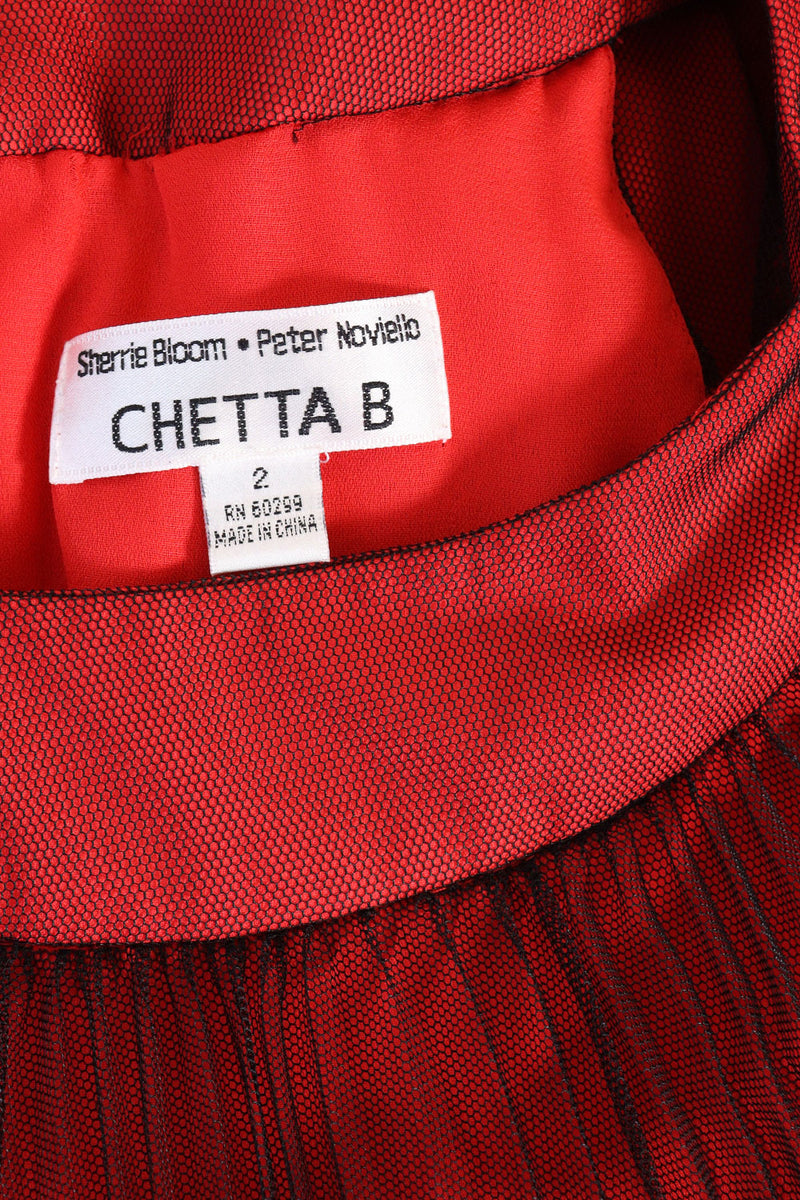 Sherrie Bloom • Peter Noviello
CHETTA B
2
RN 60299
MADE IN CHINA